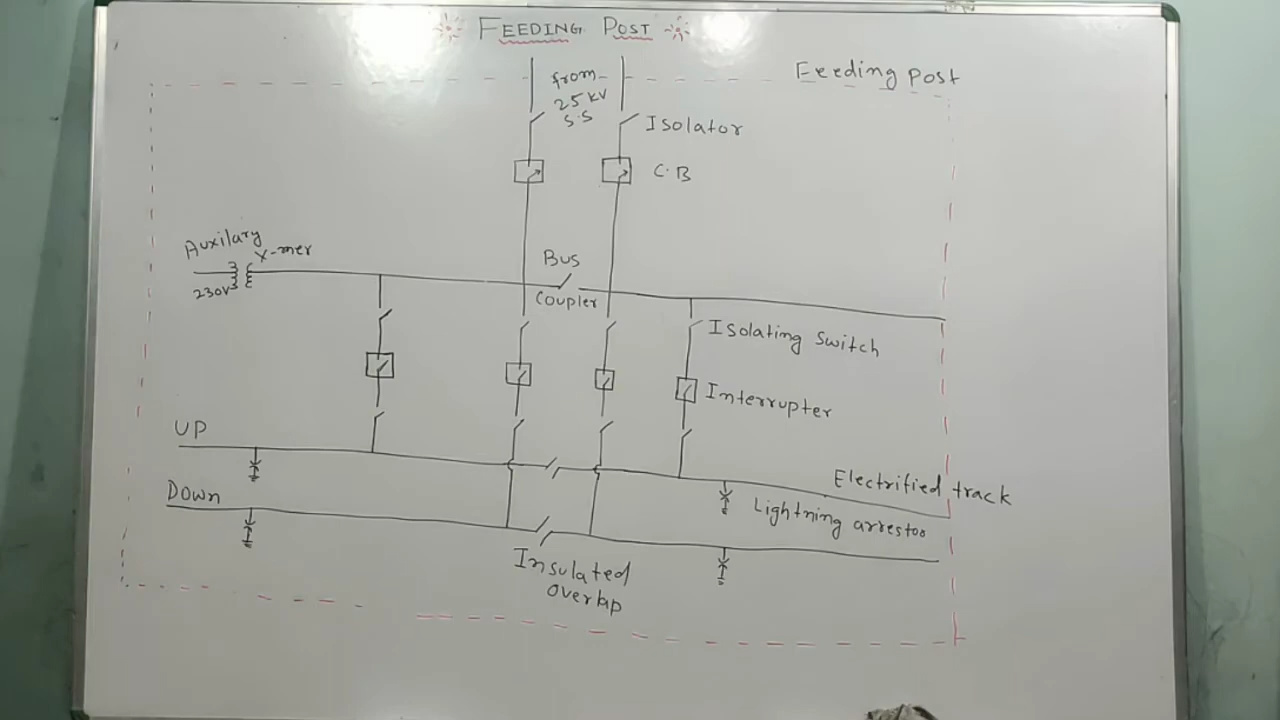 FEEDING POST
Feeding post
from
25 kV
S.S
Isolator
C.B
Auxilary
X-mer
230V
Bus
Coupler
Isolating switch
Interrupter
UP
Electrified track
Down
Lightning arrestor
Insulated
overlap